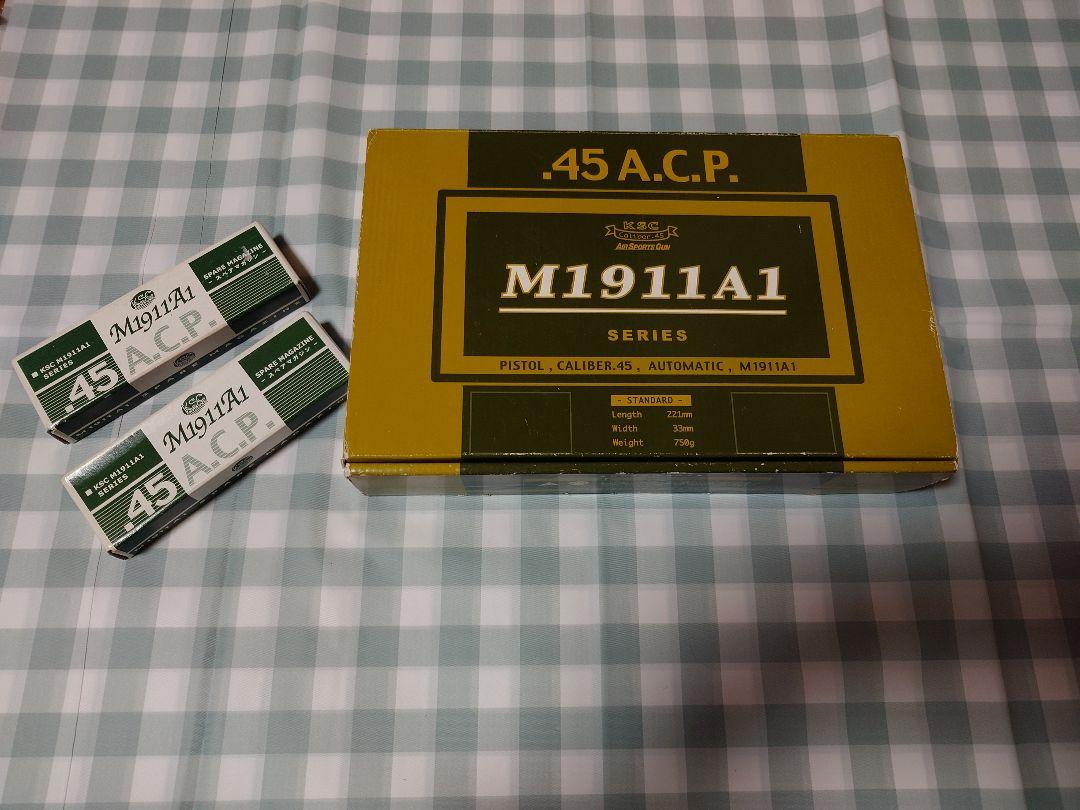 .45 A.C.P.
KSC
Caliber.45
AIR SPORTS GUN
M1911A1
SERIES
PISTOL , CALIBER.45 , AUTOMATIC , M1911A1
- STANDARD -
Length 221mm
Width 33mm
Weight 750g
SPARE MAGAZINE
- スペアマガジン -
KSC
M1911A1
A.C.P.
■ KSC M1911A1
SERIES
.45
SPARE MAGAZINE
- スペアマガジン -
KSC
M1911A1
A.C.P.
■ KSC M1911A1
SERIES
.45